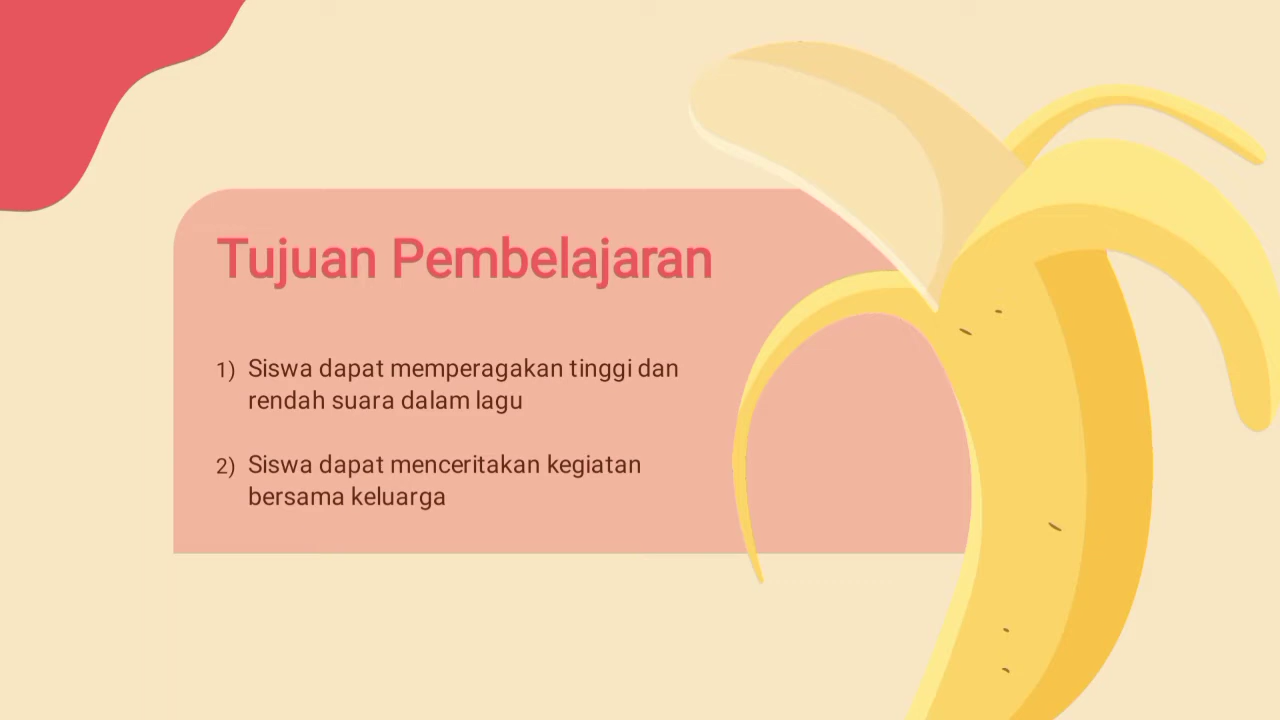 Tujuan Pembelajaran
1) Siswa dapat memperagakan tinggi dan
rendah suara dalam lagu
2) Siswa dapat menceritakan kegiatan
bersama keluarga